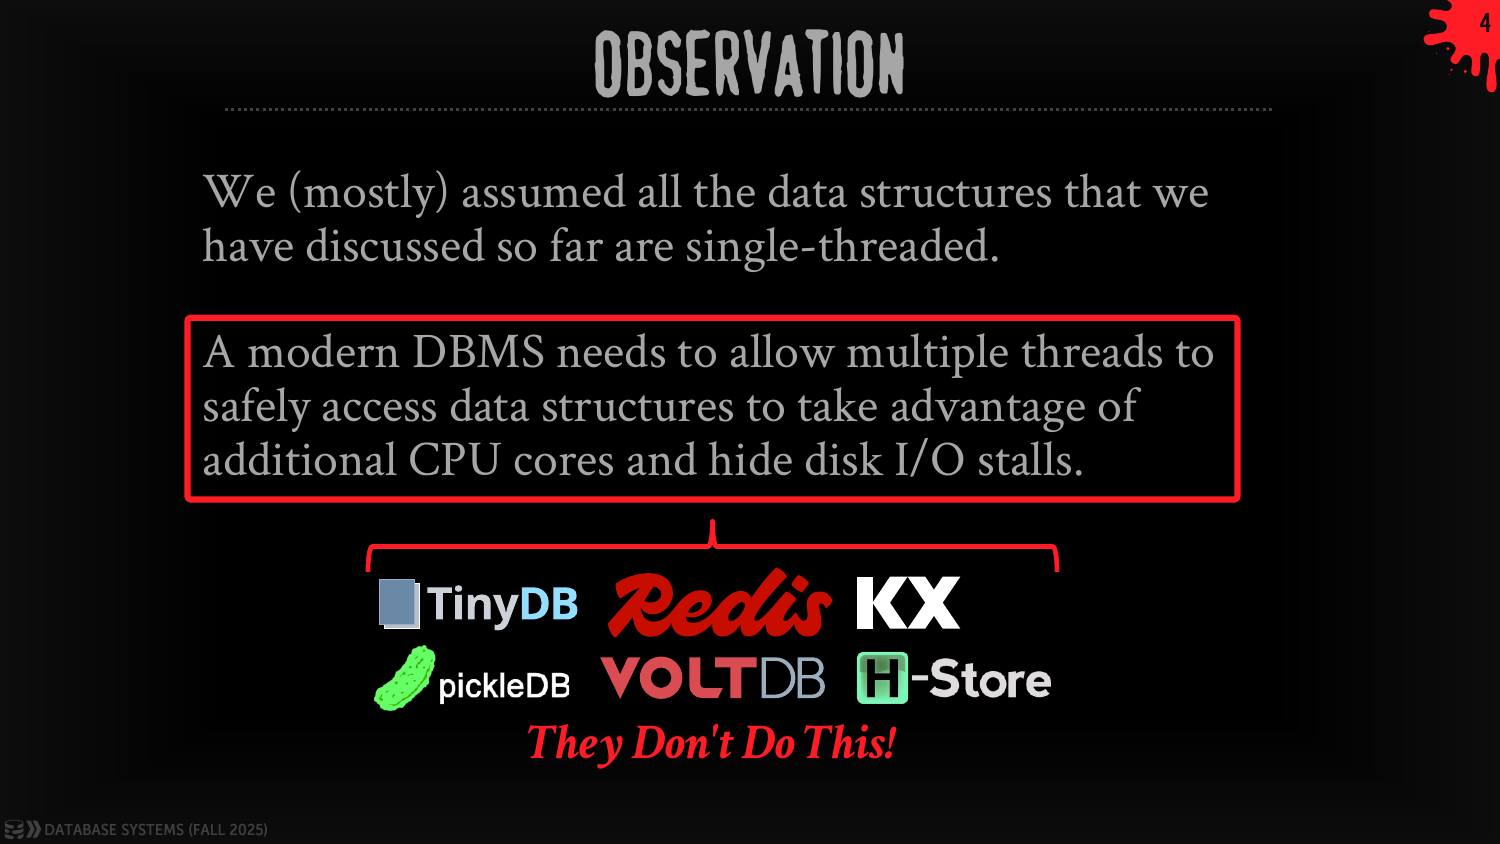 OBSERVATION
4
We (mostly) assumed all the data structures that we
have discussed so far are single-threaded.
A modern DBMS needs to allow multiple threads to
safely access data structures to take advantage of
additional CPU cores and hide disk I/O stalls.
TinyDB Redis KX
pickleDB VOLTDB H-Store
They Don't Do This!
DATABASE SYSTEMS (FALL 2025)